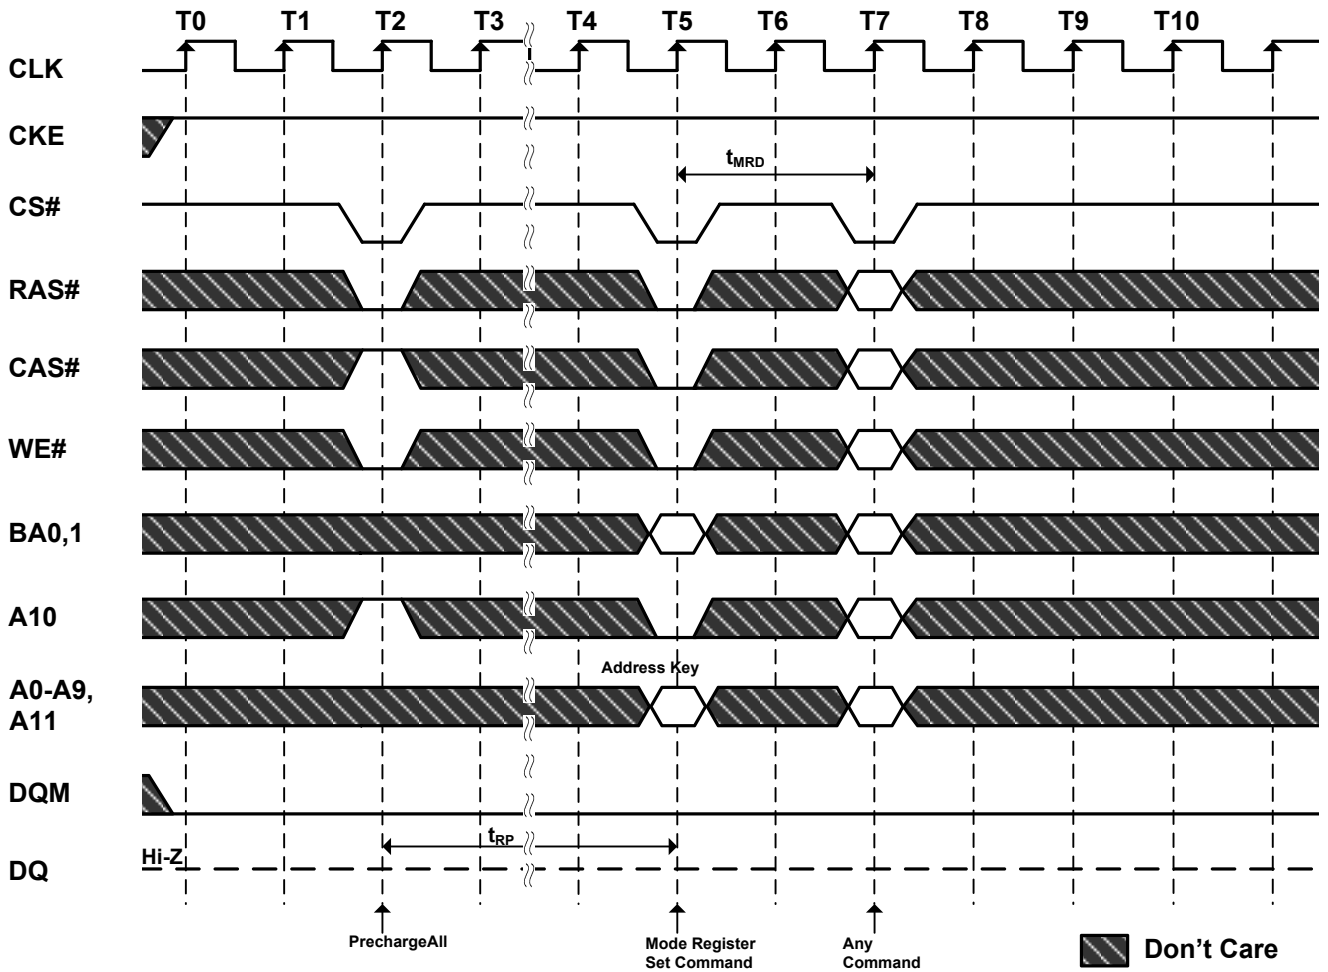 T0 T1 T2 T3 T4 T5 T6 T7 T8 T9 T10
CLK
CKE
tMRD
CS#
RAS#
CAS#
WE#
BA0,1
A10
Address Key
A0-A9,
A11
DQM
tRP
Hi-Z
DQ
PrechargeAll
Mode Register
Set Command
Any
Command
Don't Care